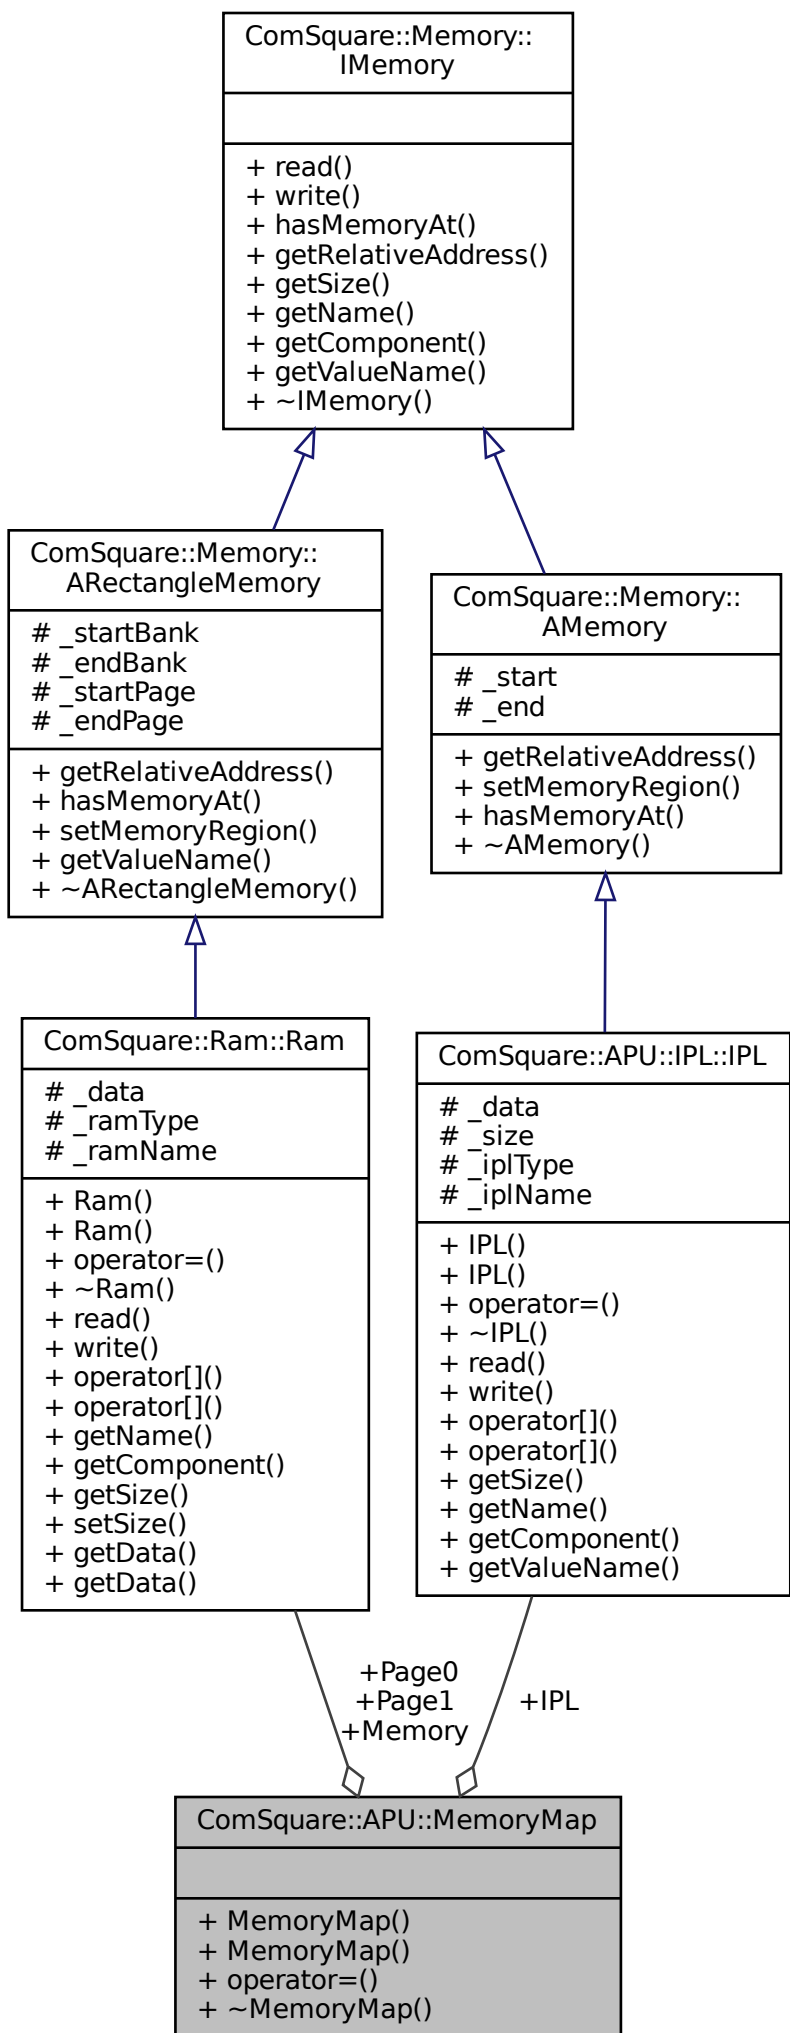 ComSquare::Memory::
IMemory
+ read()
+ write()
+ hasMemoryAt()
+ getRelativeAddress()
+ getSize()
+ getName()
+ getComponent()
+ getValueName()
+ ~IMemory()
ComSquare::Memory::
ARectangleMemory
# _startBank
# _endBank
# _startPage
# _endPage
+ getRelativeAddress()
+ hasMemoryAt()
+ setMemoryRegion()
+ getValueName()
+ ~ARectangleMemory()
ComSquare::Memory::
AMemory
# _start
# _end
+ getRelativeAddress()
+ setMemoryRegion()
+ hasMemoryAt()
+ ~AMemory()
ComSquare::Ram::Ram
# _data
# _ramType
# _ramName
+ Ram()
+ Ram()
+ operator=()
+ ~Ram()
+ read()
+ write()
+ operator[]()
+ operator[]()
+ getName()
+ getComponent()
+ getSize()
+ setSize()
+ getData()
+ getData()
ComSquare::APU::IPL::IPL
# _data
# _size
# _iplType
# _iplName
+ IPL()
+ IPL()
+ operator=()
+ ~IPL()
+ read()
+ write()
+ operator[]()
+ operator[]()
+ getSize()
+ getName()
+ getComponent()
+ getValueName()
+Page0
+Page1
+Memory
+IPL
ComSquare::APU::MemoryMap
+ MemoryMap()
+ MemoryMap()
+ operator=()
+ ~MemoryMap()